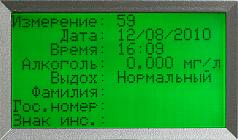 Измерение: 59
Дата: 12/08/2010
Время: 16:09
Алкоголь: 0,000 мг/л
Выдох: Нормальный
Фамилия:
Гос.номер:
Знак инс.: